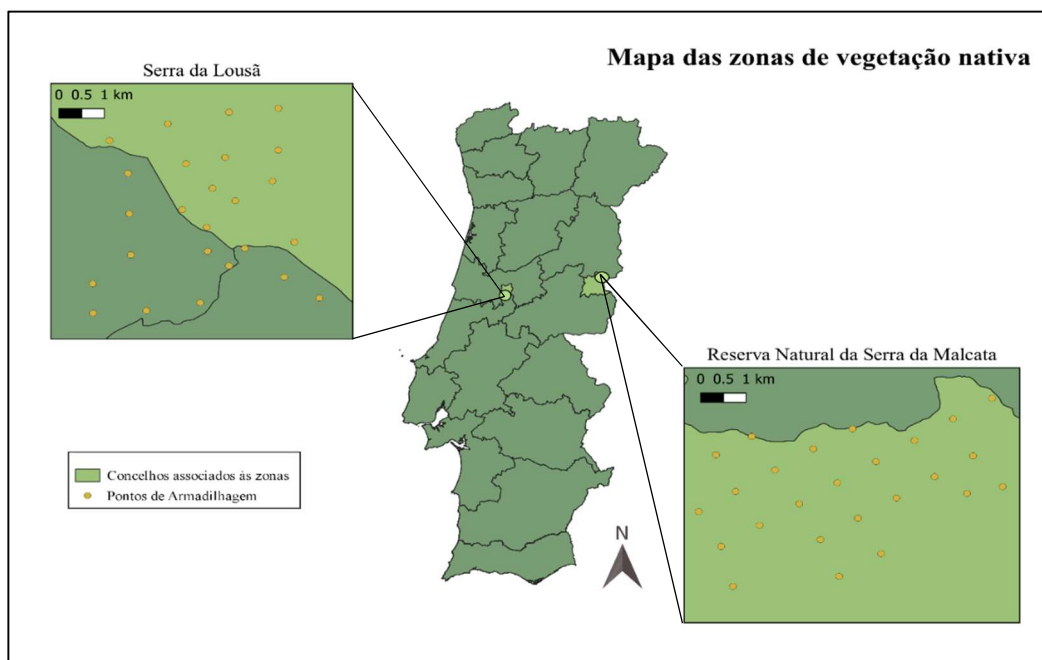 Mapa das zonas de vegetação nativa
Serra da Lousã
0 0.5 1 km
Reserva Natural da Serra da Malcata
0 0.5 1 km
Concelhos associados às zonas
Pontos de Armadilhagem
N